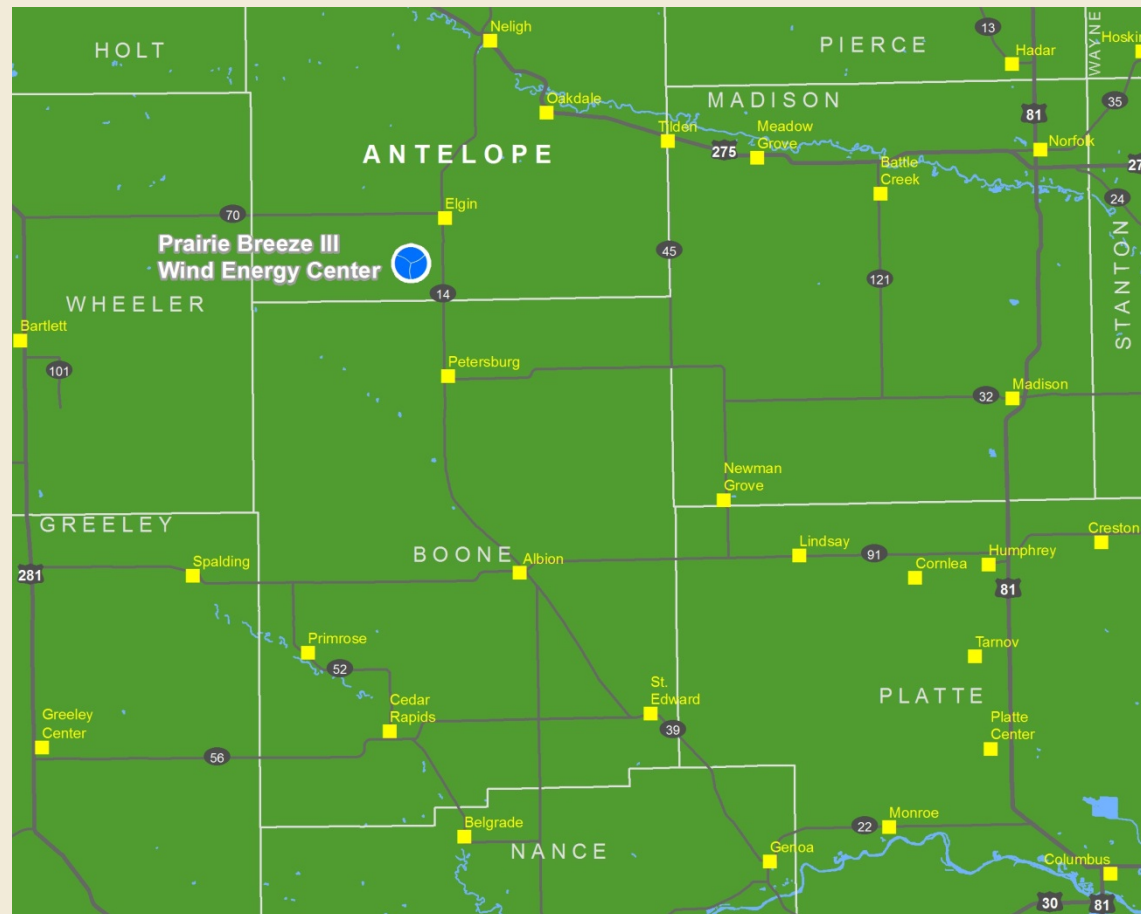 HOLT
Neligh
PIERCE
13
Hadar
WAYNE
Hoskin
Oakdale
MADISON
81
35
Tilden
275
Meadow
Grove
Norfolk
ANTELOPE
Battle
Creek
27
24
70
Elgin
Prairie Breeze III
Wind Energy Center
45
121
STANTON
14
WHEELER
Bartlett
101
Petersburg
32
Madison
Newman
Grove
GREELEY
BOONE
Spalding
Albion
Lindsay
91
Cornlea
Humphrey
Creston
281
81
Primrose
52
Tarnov
Cedar
Rapids
St.
Edward
PLATTE
Greeley
Center
39
Platte
Center
56
Belgrade
NANCE
22
Monroe
Genoa
Columbus
30
81